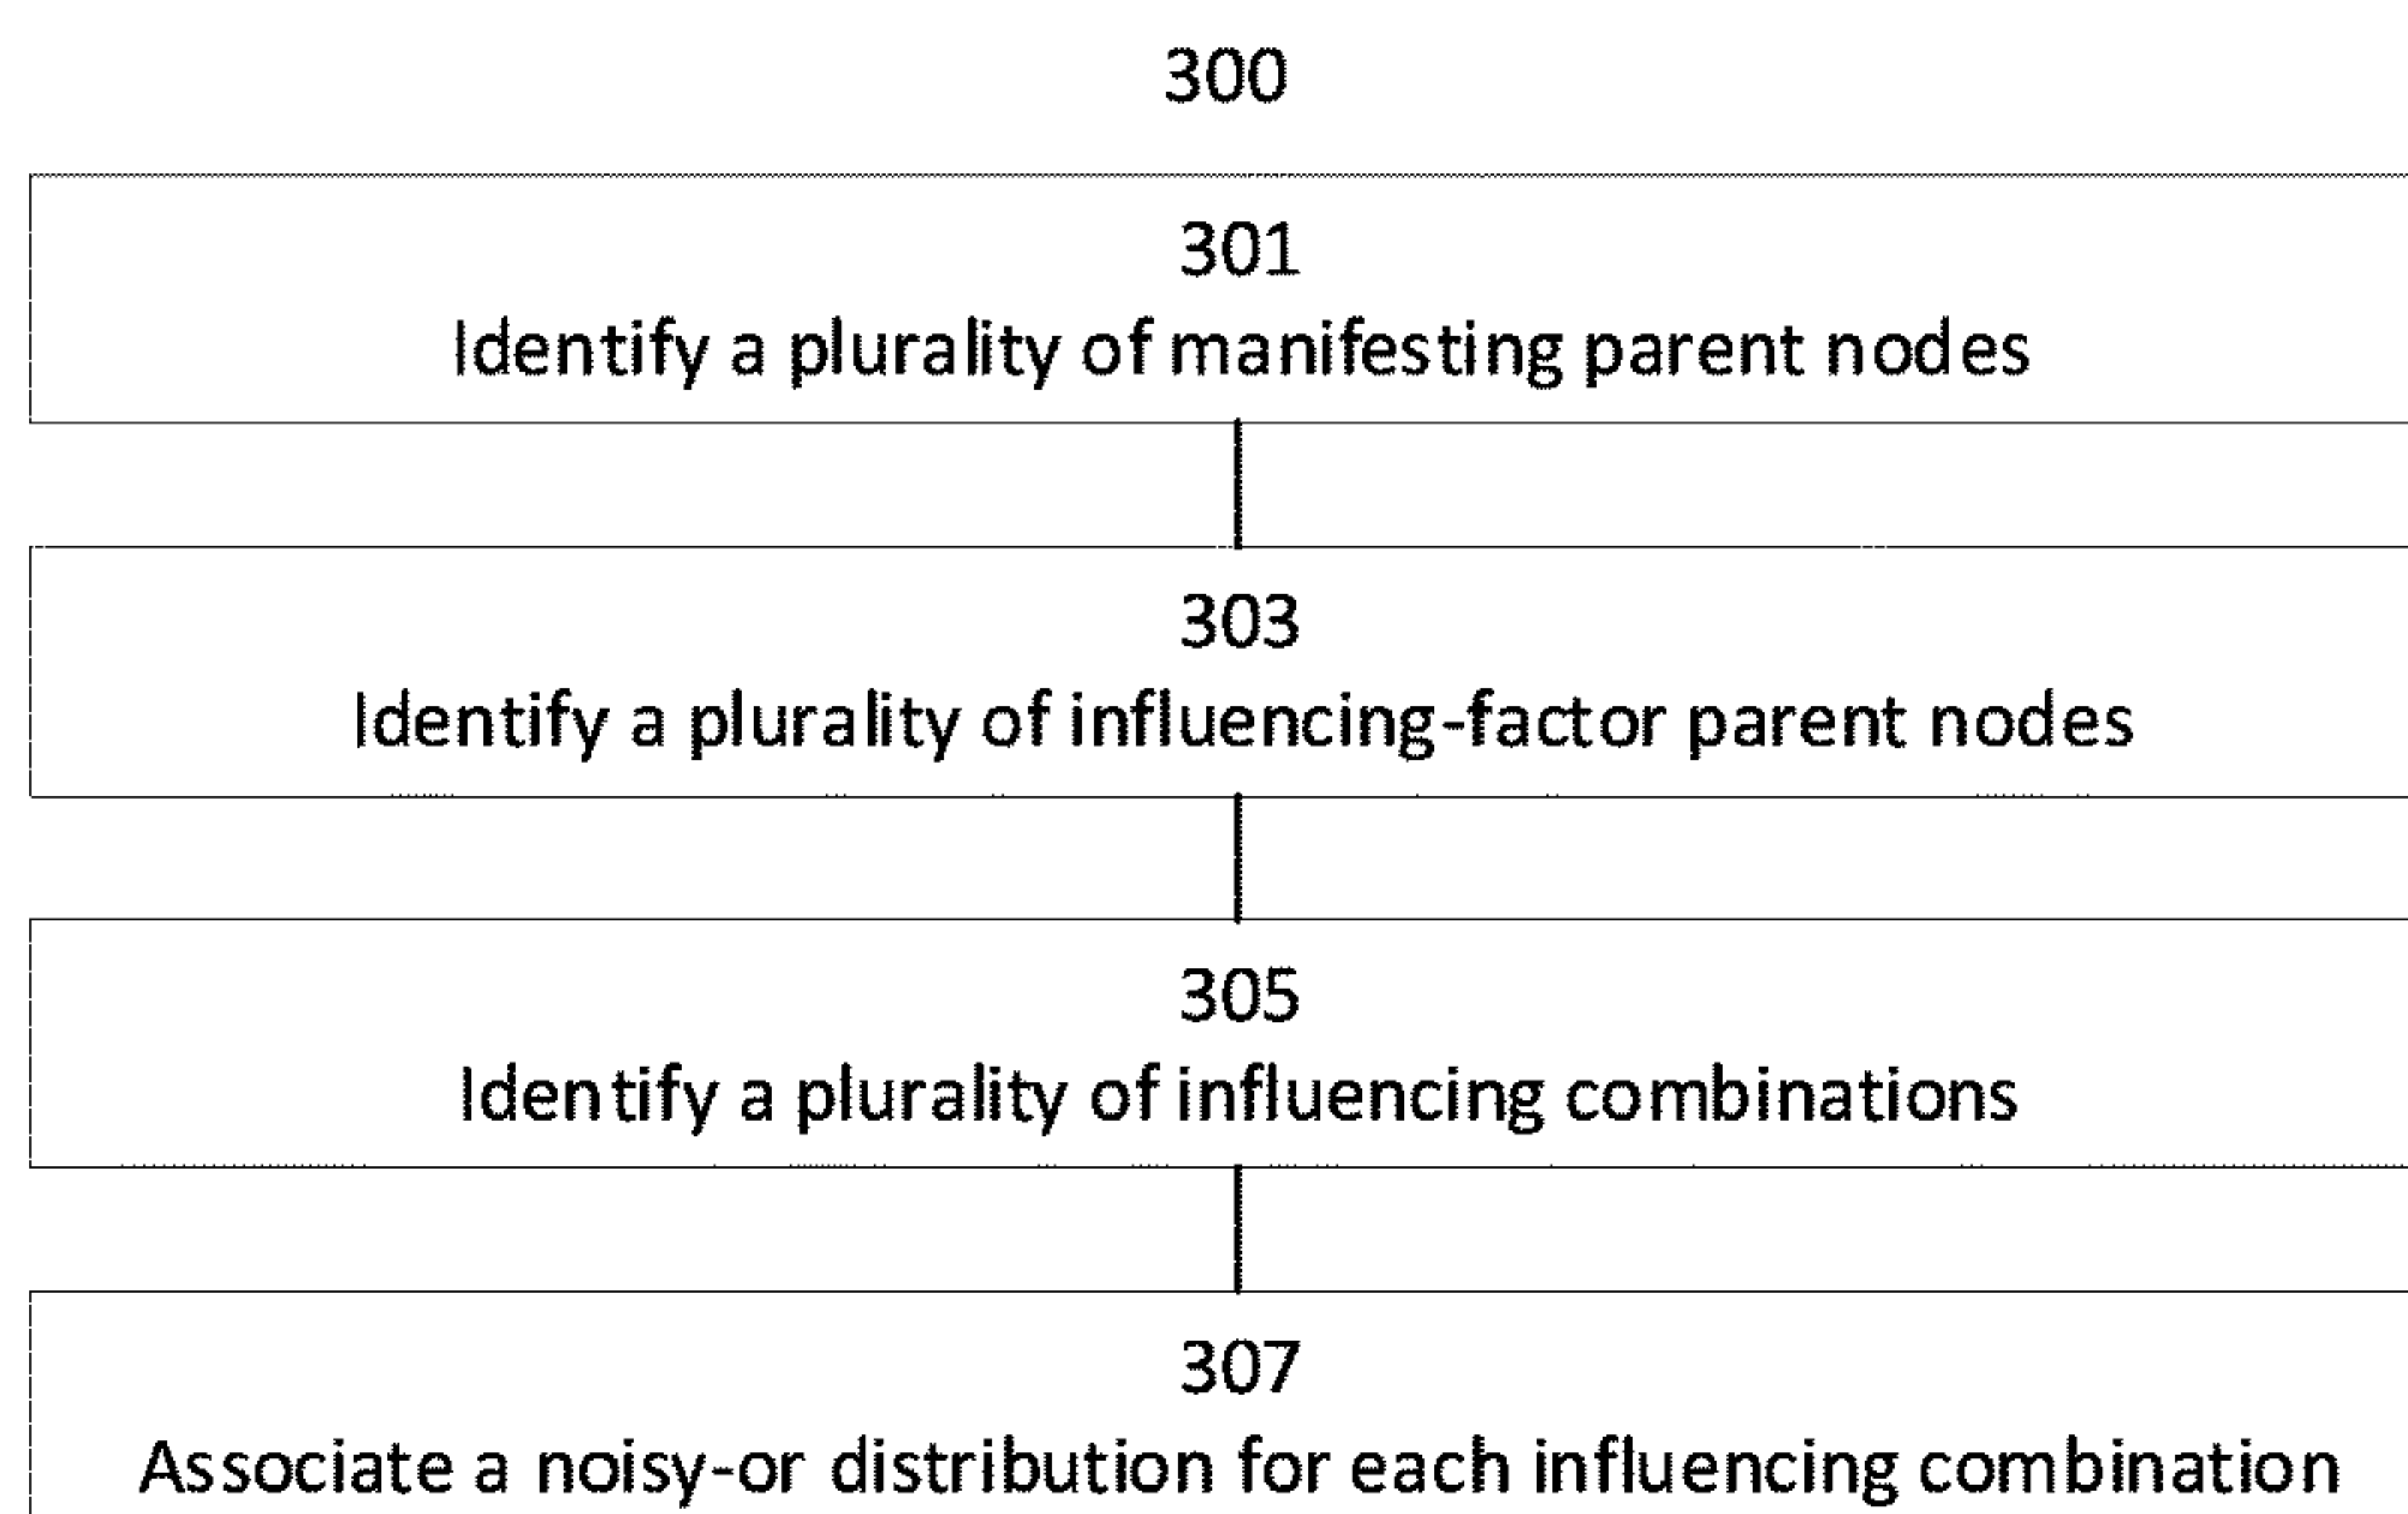 300
301
Identify a plurality of manifesting parent nodes
303
Identify a plurality of influencing-factor parent nodes
305
Identify a plurality of influencing combinations
307
Associate a noisy-or distribution for each influencing combination